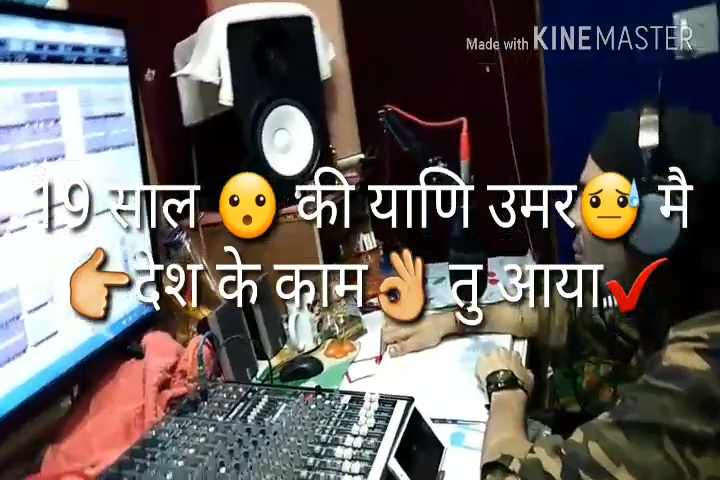 Made with KINEMASTER
19 साल 😮 की याणि उमर😓 मै
👉देश के काम👌 तु आया✔